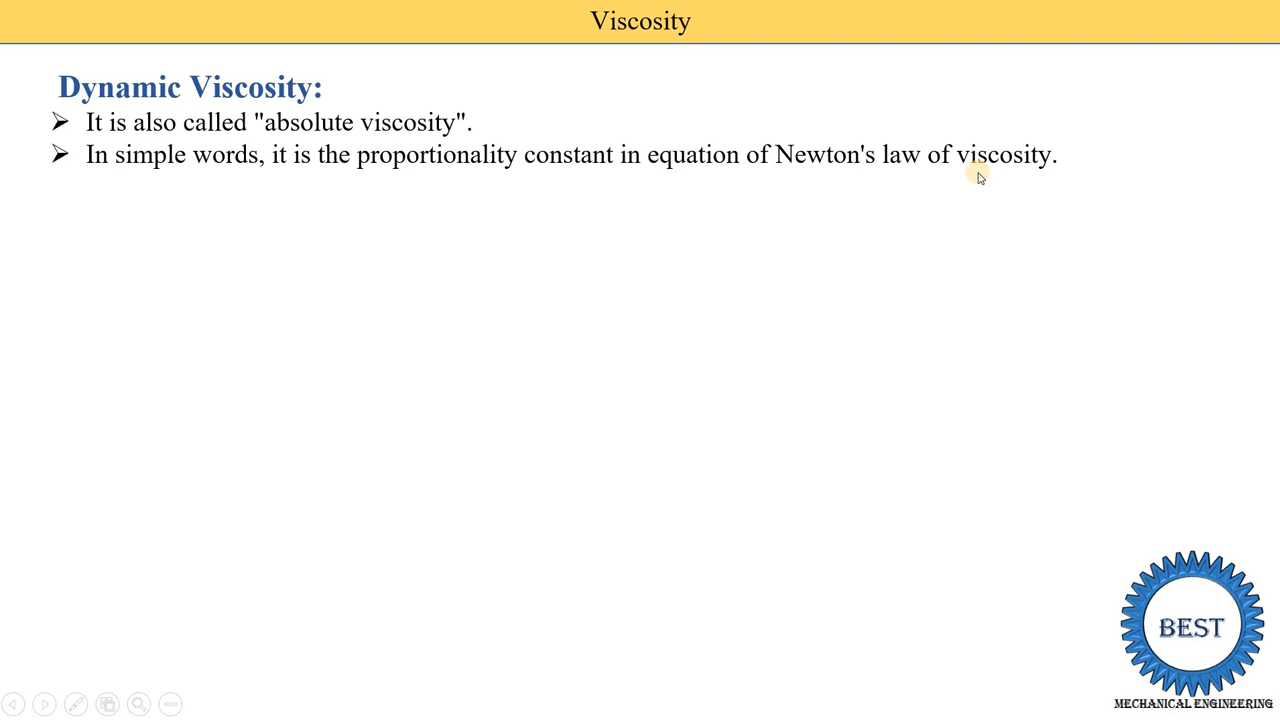 Viscosity
Dynamic Viscosity:
➢ It is also called "absolute viscosity".
➢ In simple words, it is the proportionality constant in equation of Newton's law of viscosity.
BEST
MECHANICAL ENGINEERING